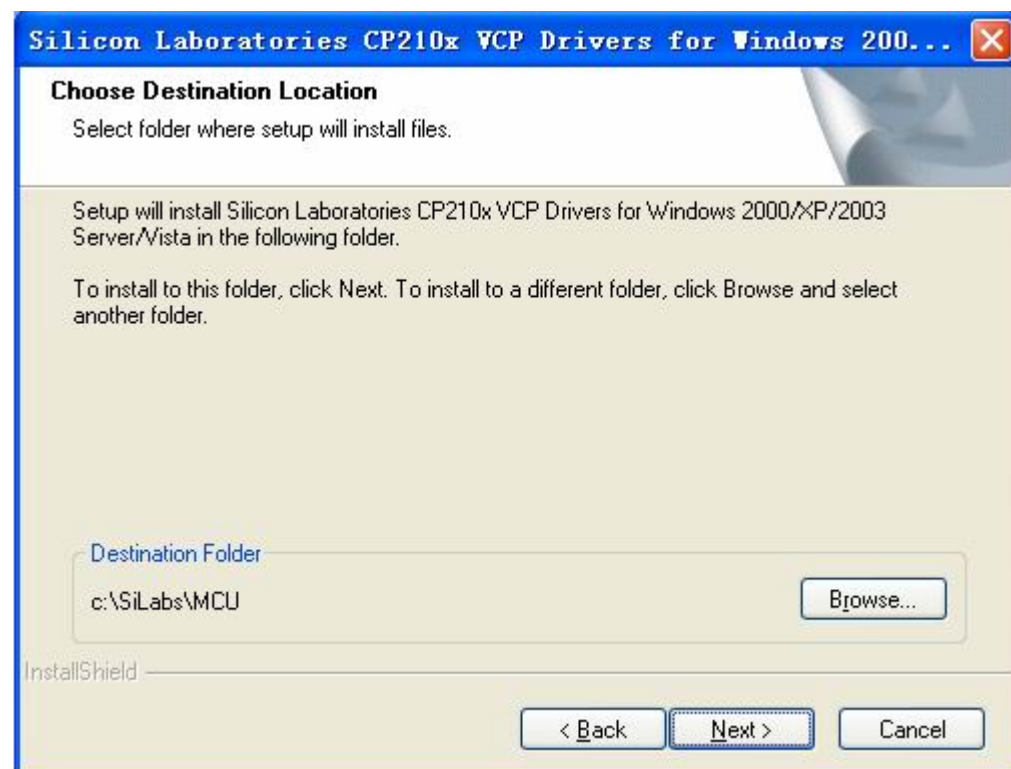 Silicon Laboratories CP210x VCP Drivers for Windows 200...
Choose Destination Location
Select folder where setup will install files.
Setup will install Silicon Laboratories CP210x VCP Drivers for Windows 2000/XP/2003
Server/Vista in the following folder.
To install to this folder, click Next. To install to a different folder, click Browse and select
another folder.
Destination Folder
c:\SiLabs\MCU
Browse...
InstallShield
< Back
Next >
Cancel